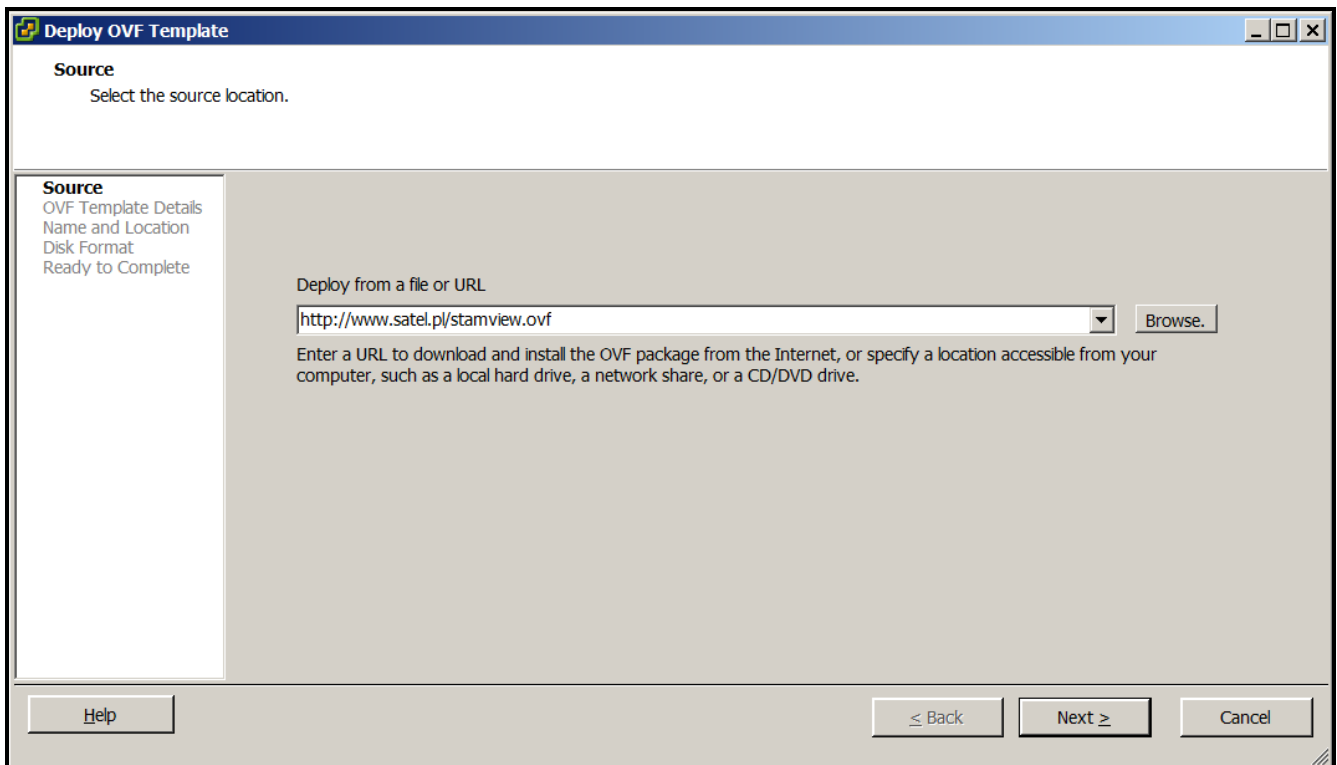 Deploy OVF Template
Source
Select the source location.
Source
OVF Template Details
Name and Location
Disk Format
Ready to Complete
Deploy from a file or URL
http://www.satel.pl/stamview.ovf
Browse.
Enter a URL to download and install the OVF package from the Internet, or specify a location accessible from your
computer, such as a local hard drive, a network share, or a CD/DVD drive.
Help
< Back
Next >
Cancel